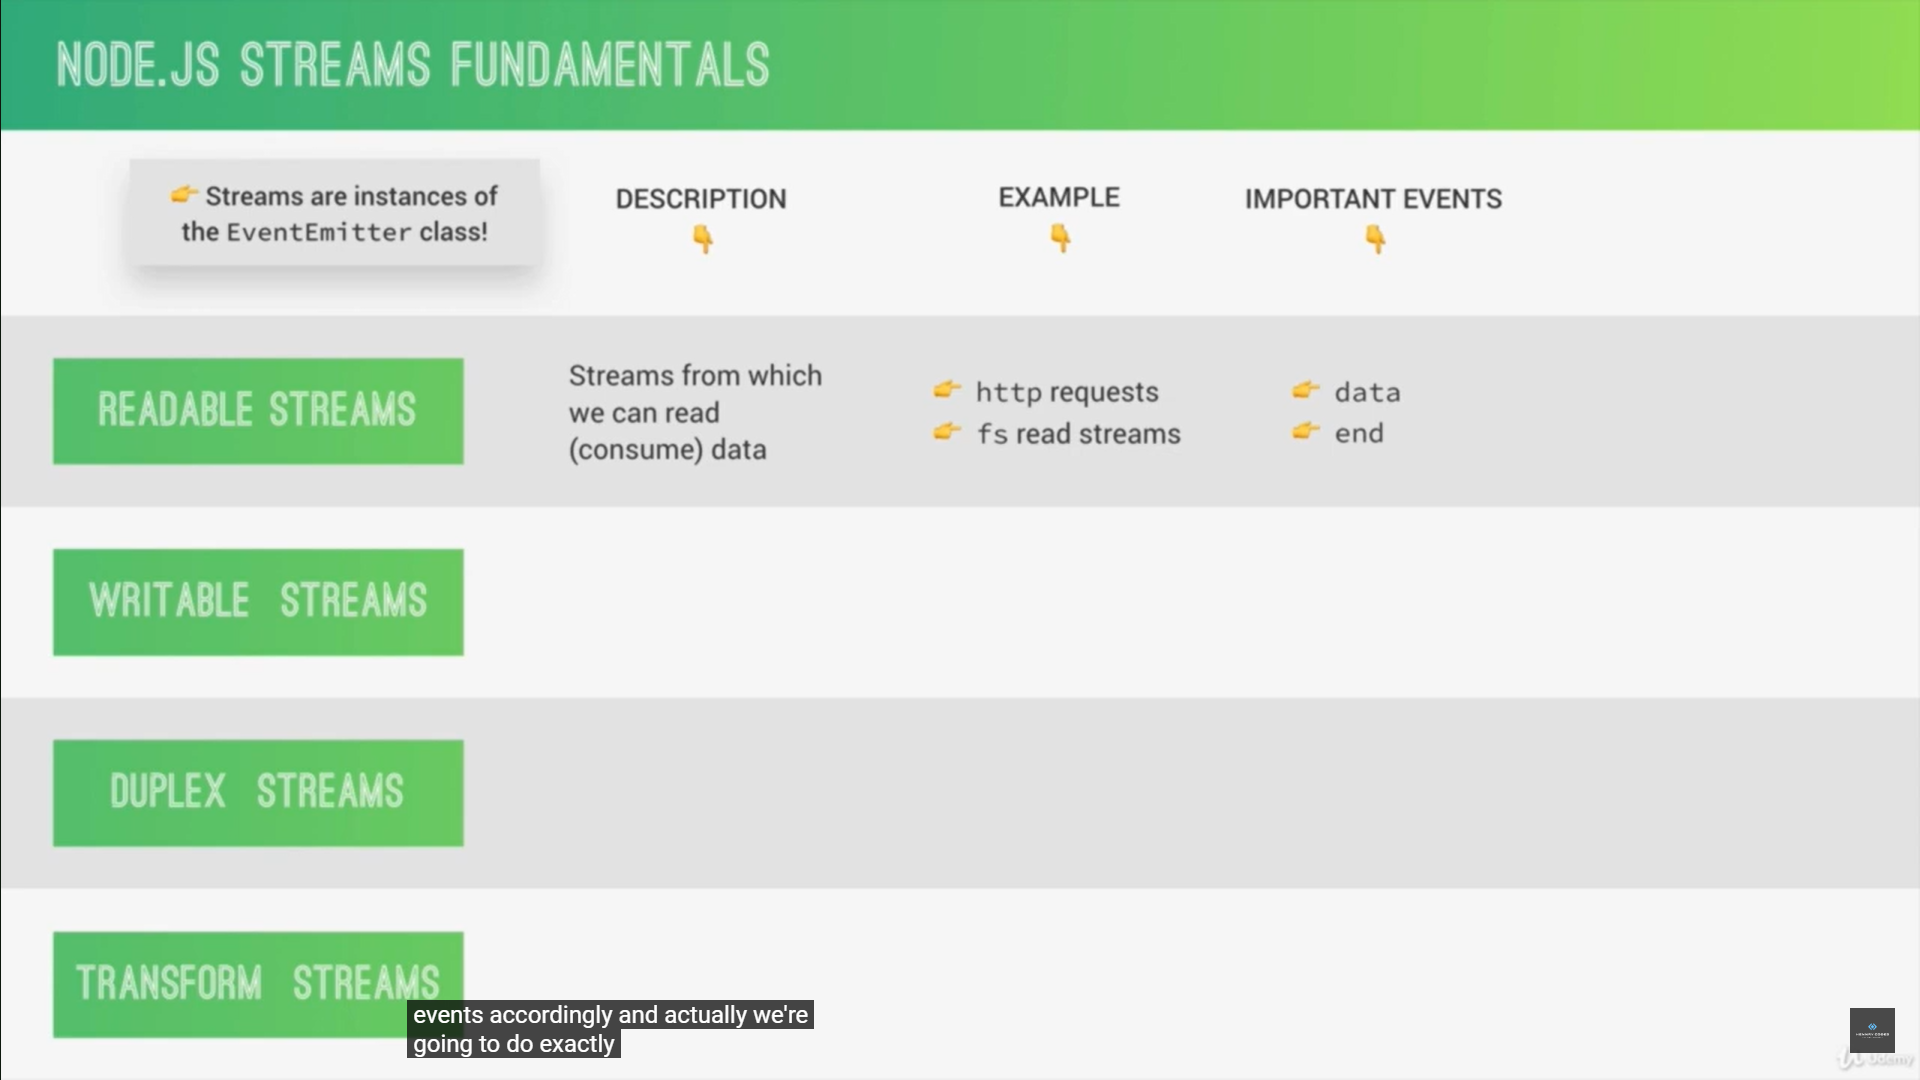 NODE.JS STREAMS FUNDAMENTALS
👉 Streams are instances of
the EventEmitter class!
DESCRIPTION
👇
EXAMPLE
👇
IMPORTANT EVENTS
👇
READABLE STREAMS
Streams from which
we can read
(consume) data
👉 http requests
👉 fs read streams
👉 data
👉 end
WRITABLE STREAMS
DUPLEX STREAMS
TRANSFORM STREAMS
events accordingly and actually we're
going to do exactly
Udemy